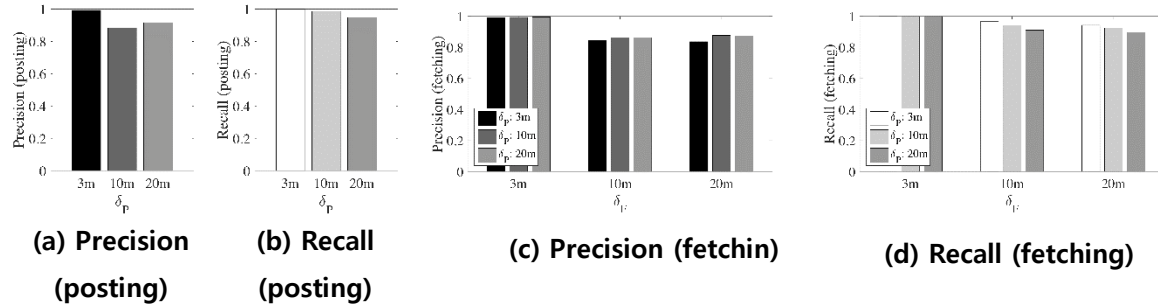 1
0.8
0.6
0.4
0.2
0
Precision (posting)
3m 10m 20m
δP
(a) Precision
(posting)
1
0.8
0.6
0.4
0.2
0
Recall (posting)
3m 10m 20m
δP
(b) Recall
(posting)
1
0.8
0.6
0.4
0.2
0
Precision (fetching)
δP: 3m
δP: 10m
δP: 20m
3m 10m 20m
δF
(c) Precision (fetchin)
1
0.8
0.6
0.4
0.2
0
Recall (fetching)
δP: 3m
δP: 10m
δP: 20m
3m 10m 20m
δF
(d) Recall (fetching)